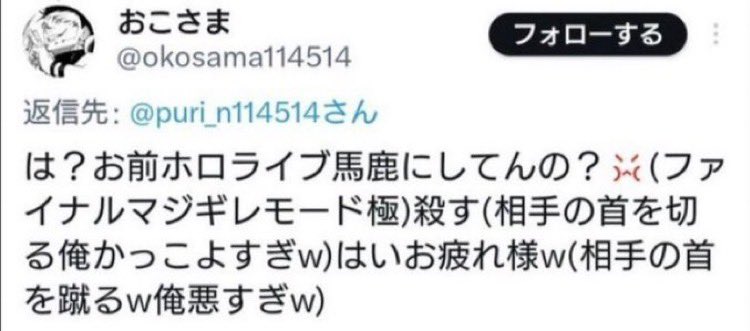 おこさま
フォローする
@okosama114514
返信先: @puri_n114514さん
は？お前ホロライブ馬鹿にしてんの？💢(ファ
イナルマジギレモード極)殺す(相手の首を切
る俺かっこよすぎw)はいお疲れ様w(相手の首
を蹴るw俺悪すぎw)